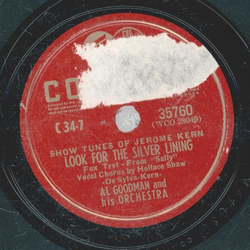 CO
35760
C 34-7
(WCO 28049)
SHOW TUNES OF JEROME KERN
LOOK FOR THE SILVER LINING
Fox Trot - From "Sally"
Vocal Chorus by Hollace Shaw
-De Sylva-Kern-
AL GOODMAN and
his ORCHESTRA